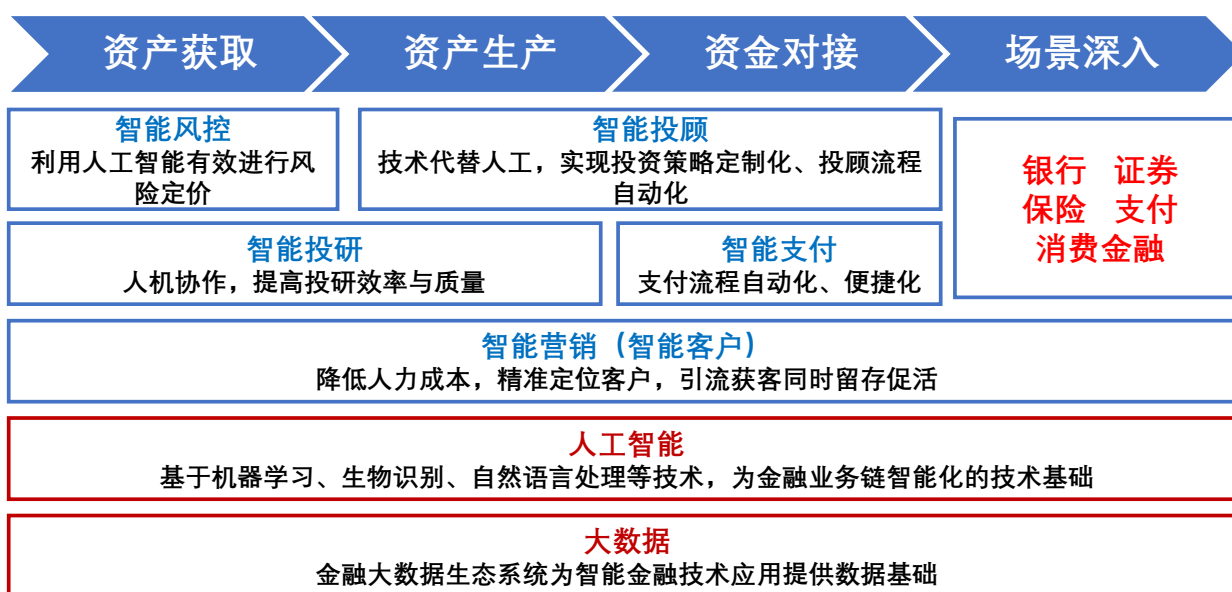 资产获取
资产生产
资金对接
场景深入
智能风控
利用人工智能有效进行风
险定价
智能投顾
技术代替人工，实现投资策略定制化、投顾流程
自动化
银行 证券
保险 支付
消费金融
智能投研
人机协作，提高投研效率与质量
智能支付
支付流程自动化、便捷化
智能营销（智能客户）
降低人力成本，精准定位客户，引流获客同时留存促活
人工智能
基于机器学习、生物识别、自然语言处理等技术，为金融业务链智能化的技术基础
大数据
金融大数据生态系统为智能金融技术应用提供数据基础